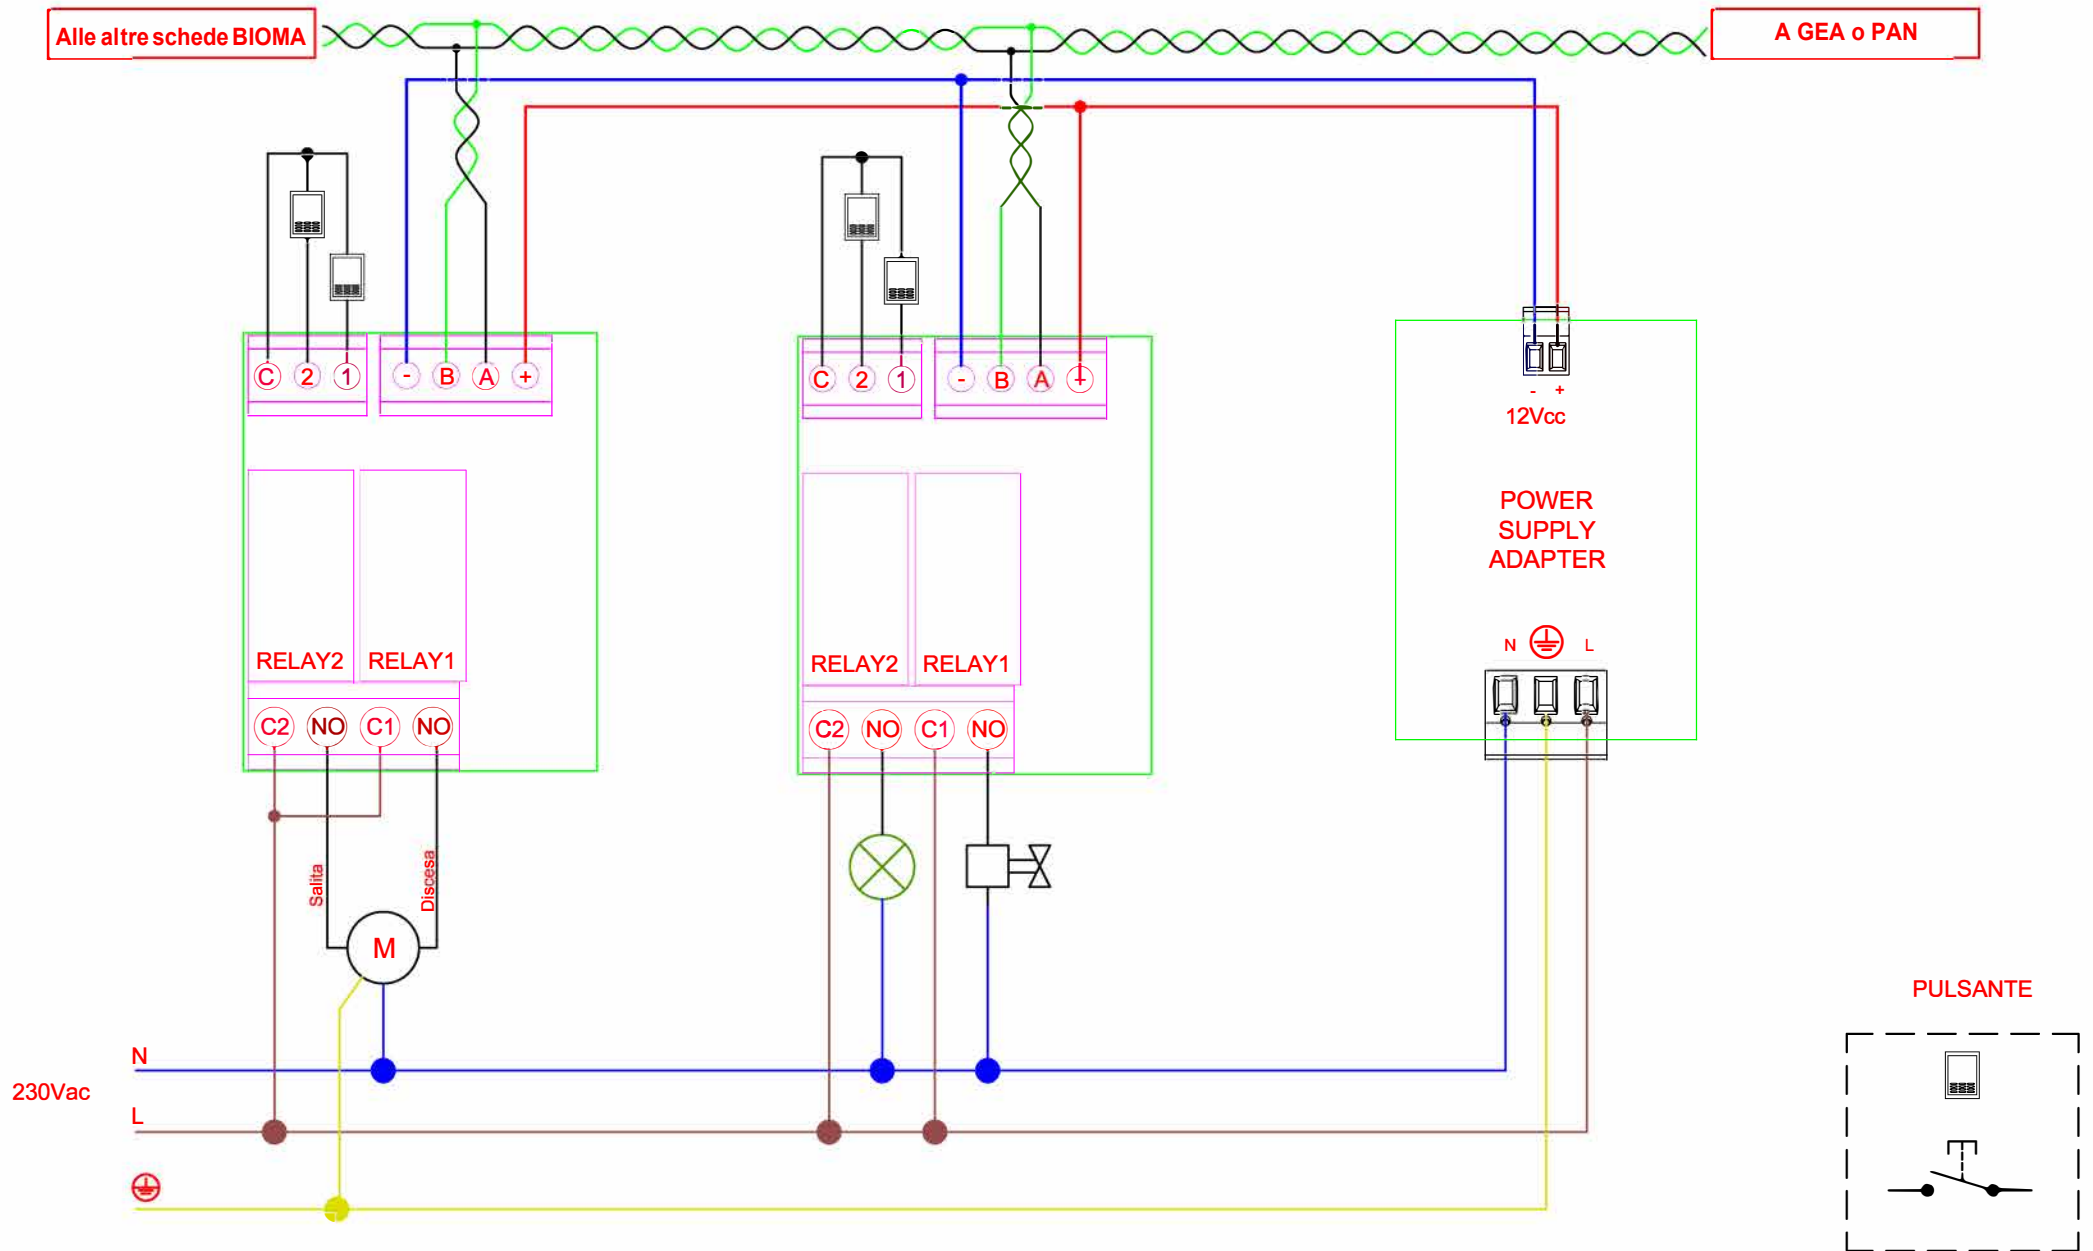 Alle altre schede BIOMA
A GEA o PAN
C 2 1 - B A +
C 2 1 - B A +
- +
12Vcc
POWER
SUPPLY
ADAPTER
N L
RELAY2 RELAY1
RELAY2 RELAY1
C2 NO C1 NO
C2 NO C1 NO
Salita
Discesa
M
PULSANTE
N
230Vac
L